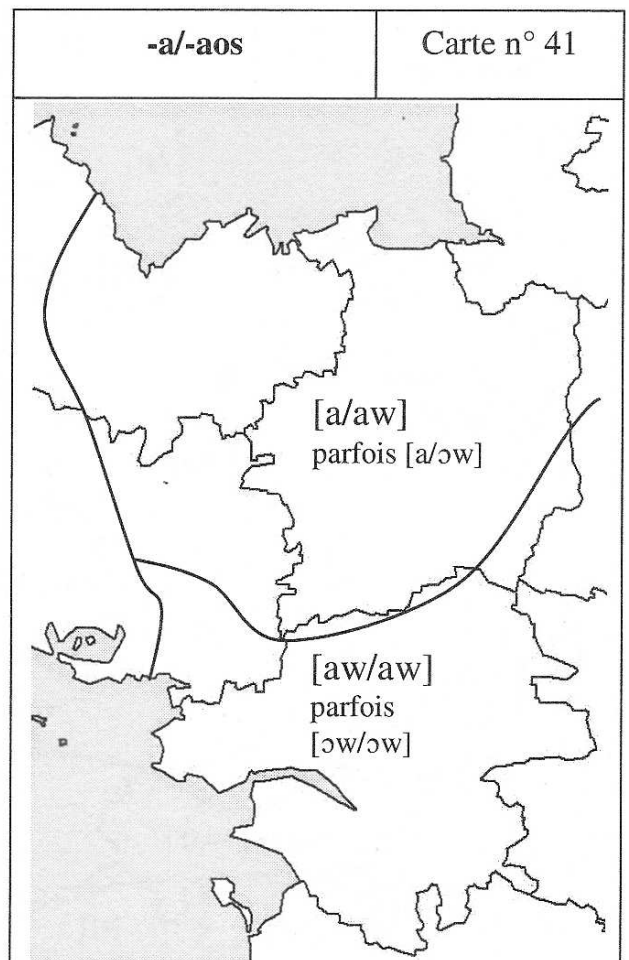 -a/-aos
Carte n° 41
[a/aw]
parfois [a/ɔw]
[aw/aw]
parfois
[ɔw/ɔw]